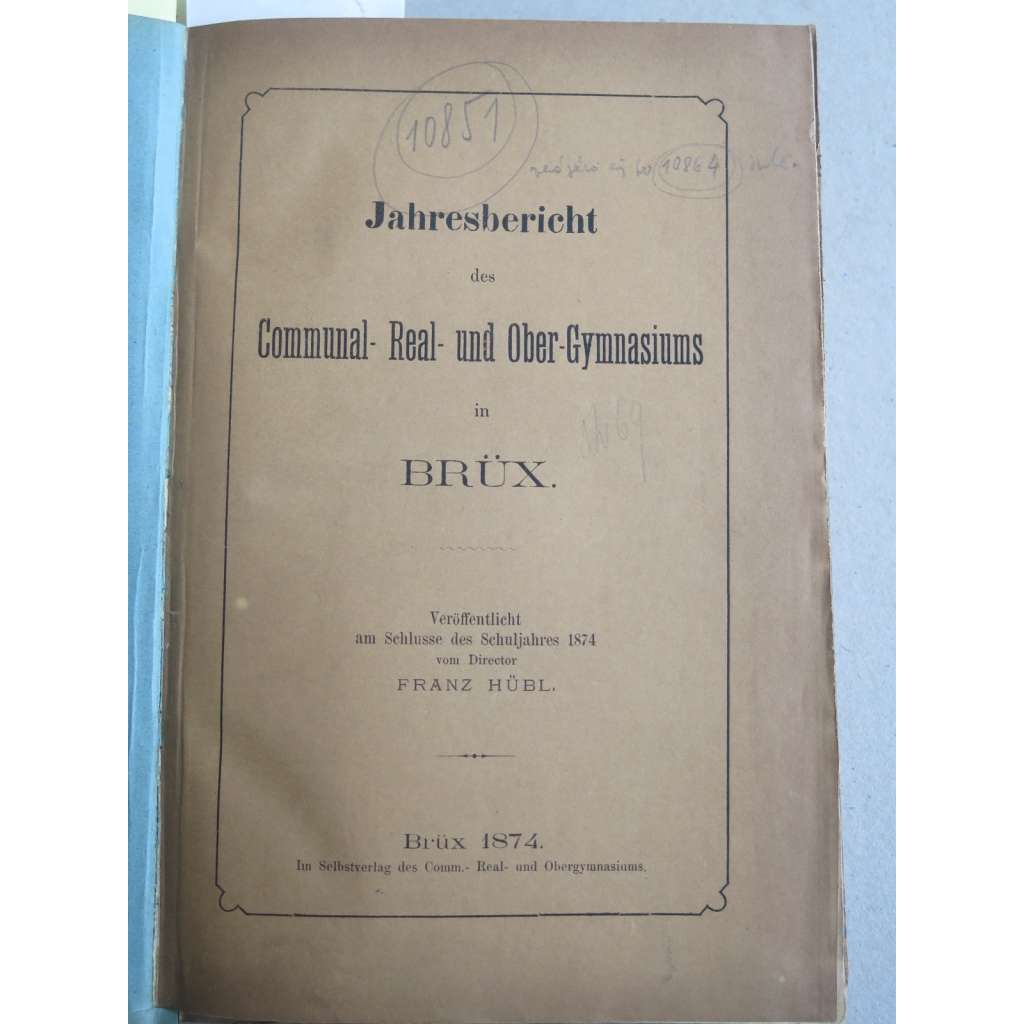 10851
10864
Jahresbericht
des
Communal- Real- und Ober-Gymnasiums
in
BRÜX.
Veröffentlicht
am Schlusse des Schuljahres 1874
vom Director
FRANZ HÜBL.
Brüx 1874.
Im Selbstverlag des Comm.- Real- und Obergymnasiums.